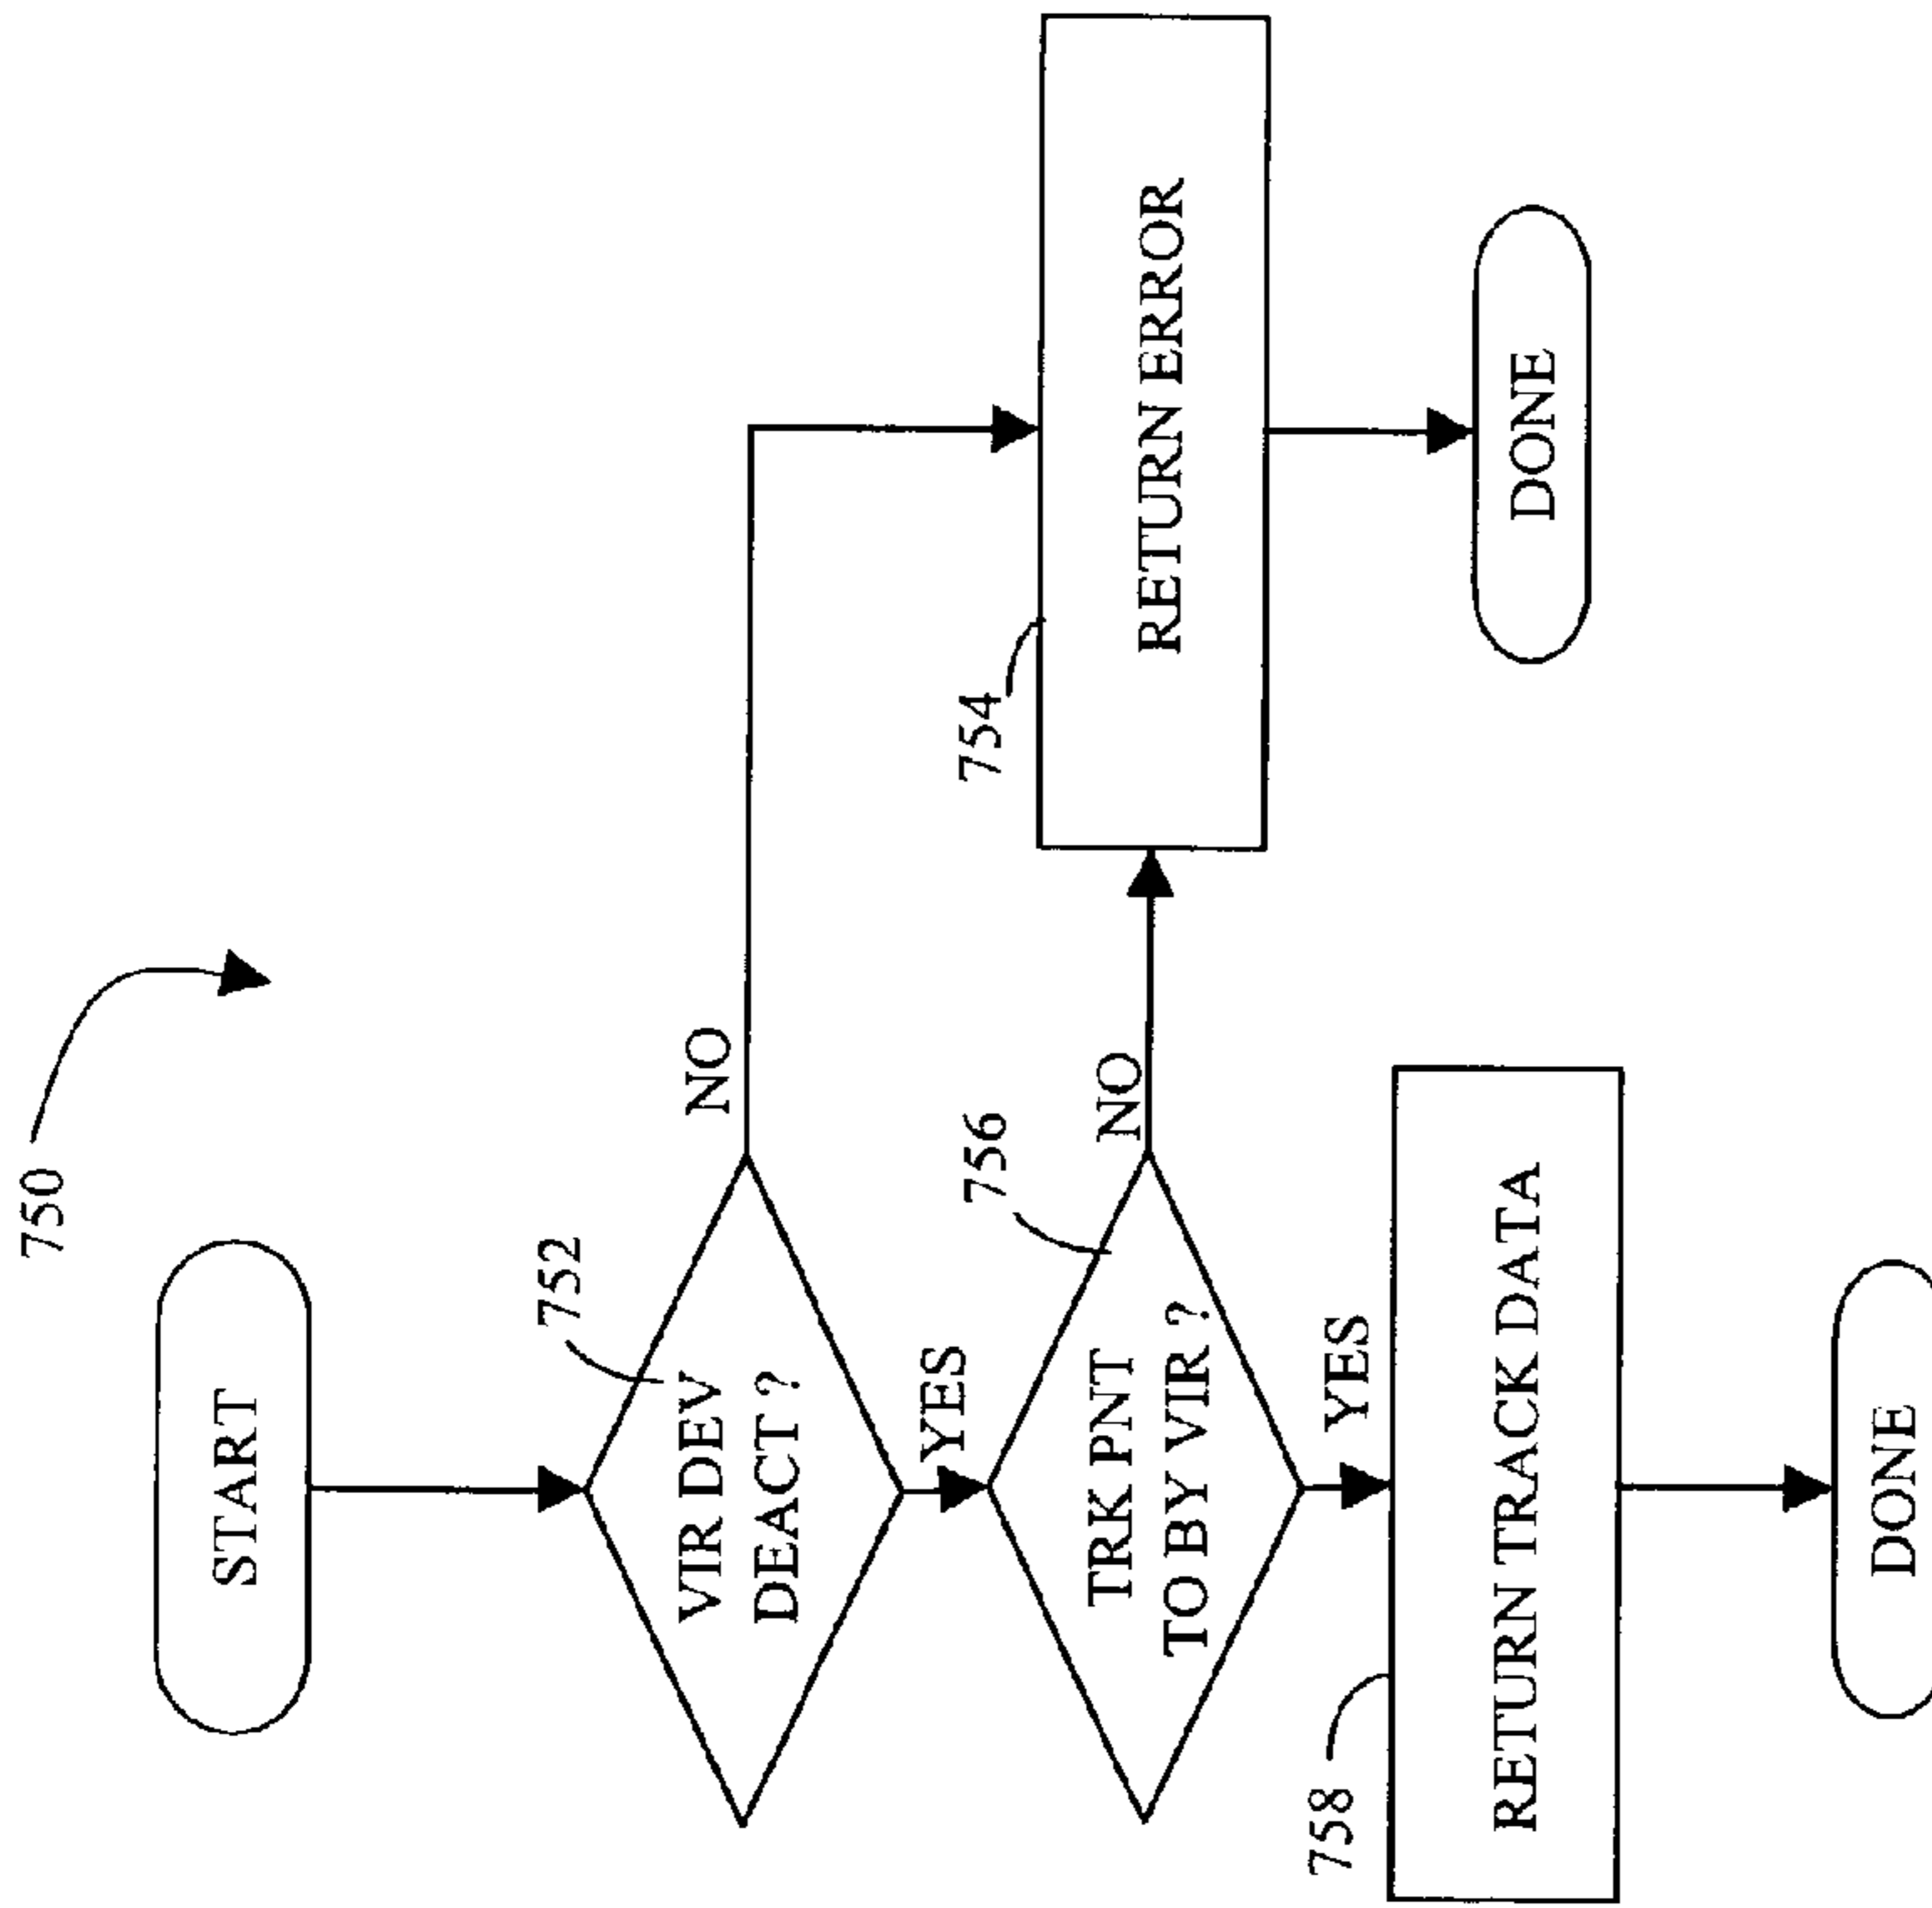 750
START
752
VIR DEV
DEACT ?
NO
YES
756
TRK PNT
TO BY VIR ?
NO
754
RETURN ERROR
YES
758
RETURN TRACK DATA
DONE
DONE